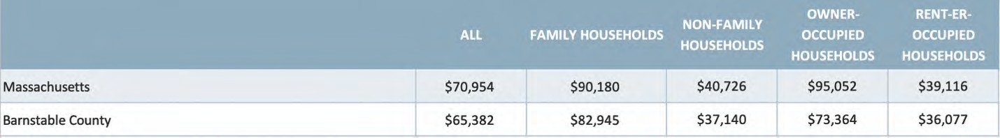 ALL FAMILY HOUSEHOLDS NON-FAMILY HOUSEHOLDS OWNER-OCCUPIED HOUSEHOLDS RENT-ER-OCCUPIED HOUSEHOLDS
Massachusetts $70,954 $90,180 $40,726 $95,052 $39,116
Barnstable County $65,382 $82,945 $37,140 $73,364 $36,077